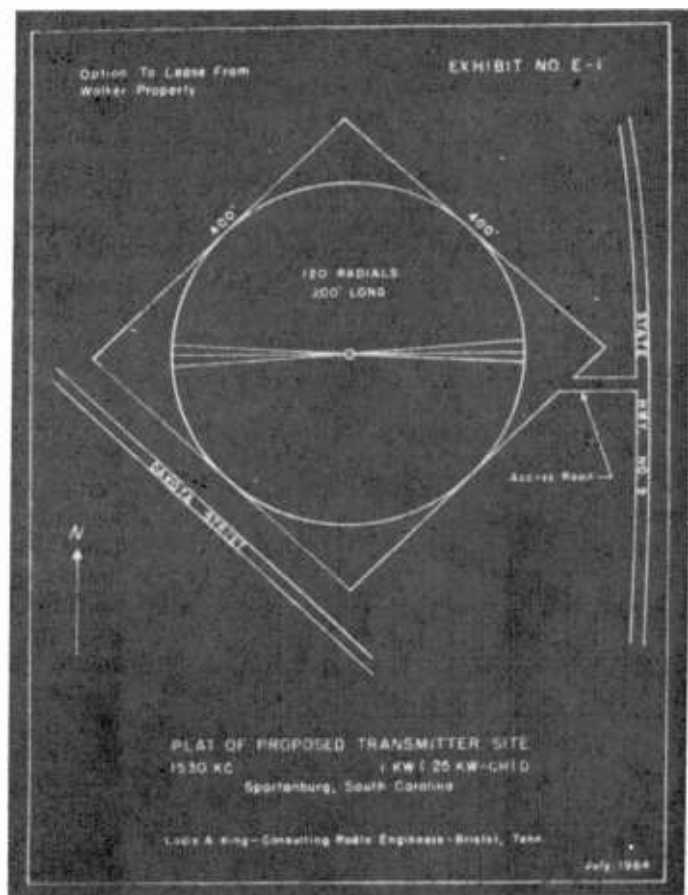 Option To Lease From
Walker Property
EXHIBIT NO. E-1
400'
400'
120 RADIALS
200' LONG
STATE HWY. NO. 9
Access Road
STREET
N
PLAT OF PROPOSED TRANSMITTER SITE
1530 KC 1 KW (.25 KW-CH) D
Spartanburg, South Carolina
A. King-Consulting Radio Engineers-Bristol, Tenn.
July 1964